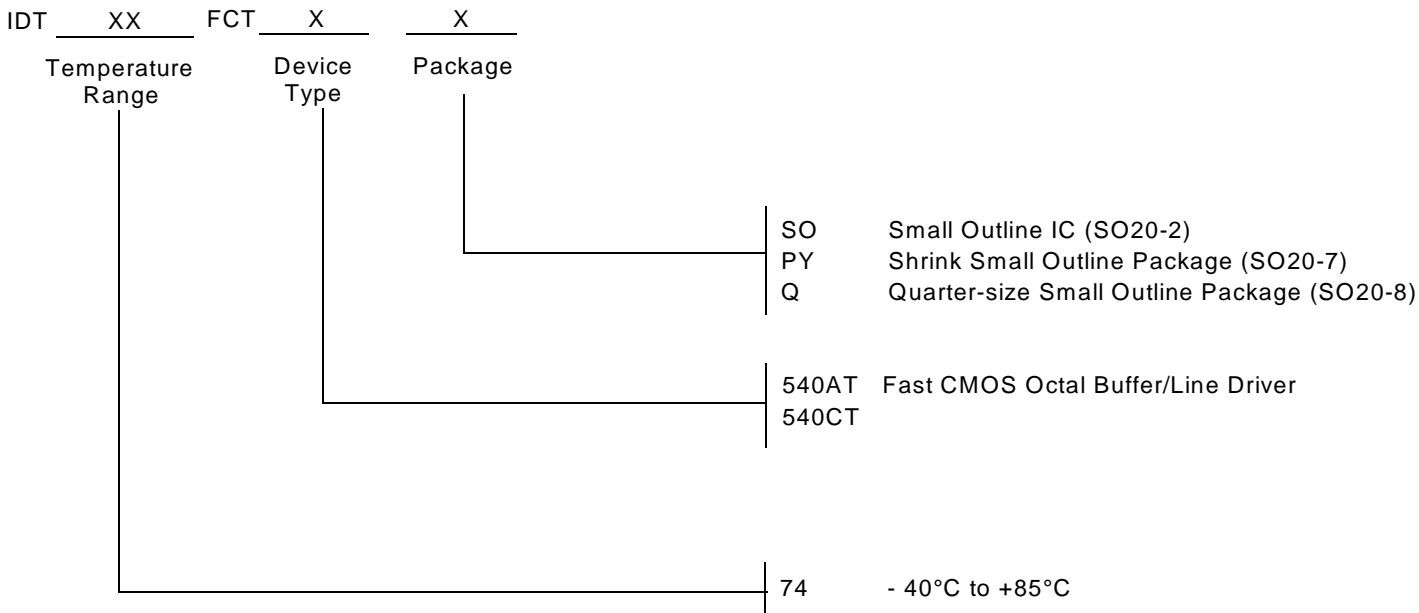 IDT XX FCT X X
Temperature Range
Device Type
Package
SO Small Outline IC (SO20-2)
PY Shrink Small Outline Package (SO20-7)
Q Quarter-size Small Outline Package (SO20-8)
540AT Fast CMOS Octal Buffer/Line Driver
540CT
74 - 40°C to +85°C